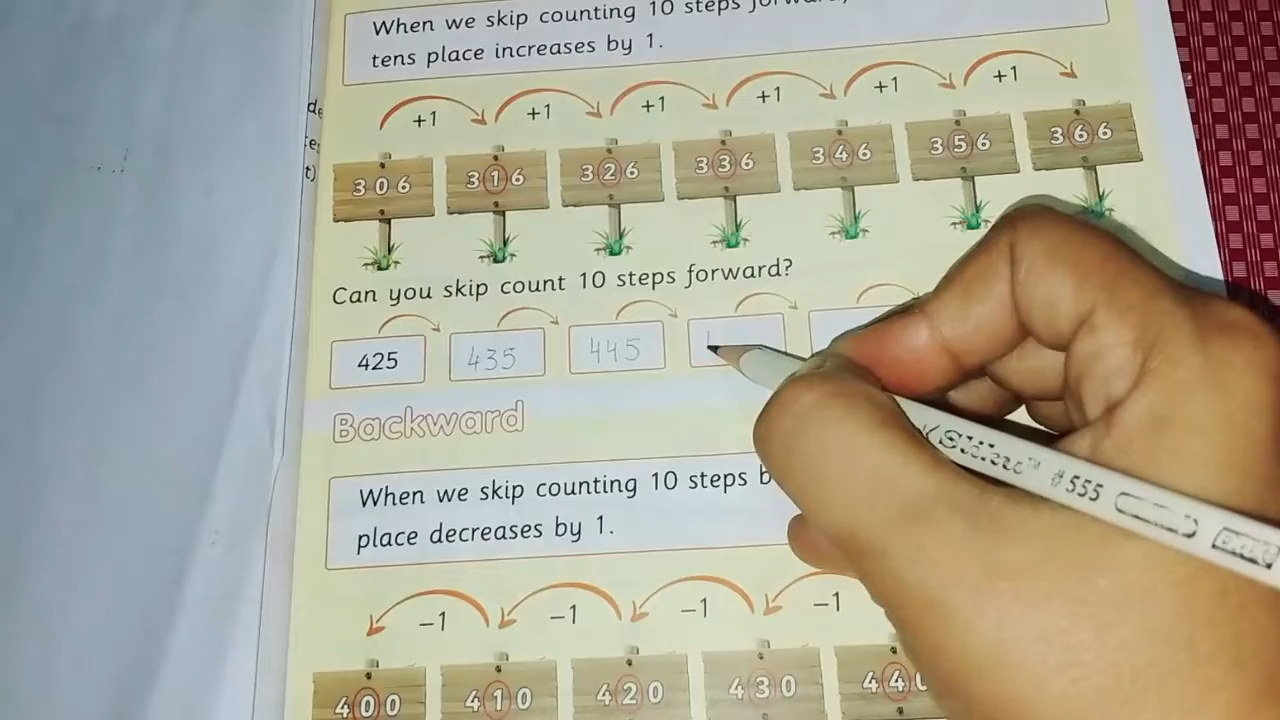 When we skip counting 10 steps forward,
tens place increases by 1.
+1 +1 +1 +1 +1 +1
306 316 326 336 346 356 366
Can you skip count 10 steps forward?
425 435 445
Backward
When we skip counting 10 steps b
place decreases by 1.
−1 −1 −1 −1
400 410 420 430 440
#555